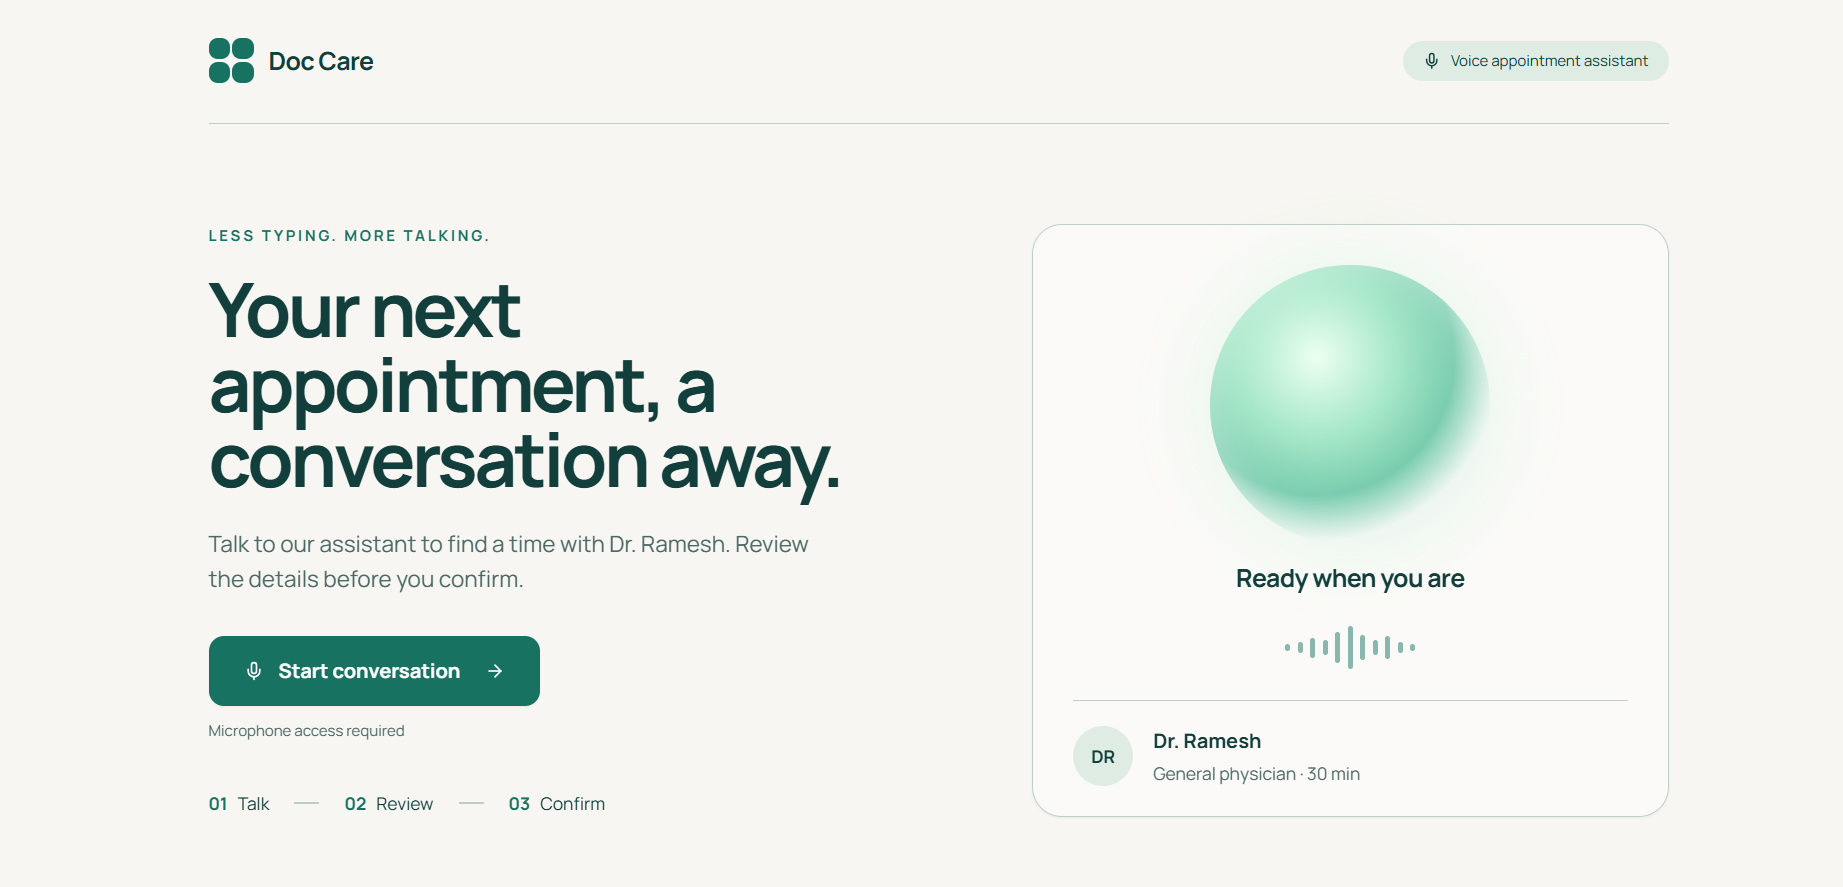 Doc Care
Voice appointment assistant
LESS TYPING. MORE TALKING.
Your next
appointment, a
conversation away.
Talk to our assistant to find a time with Dr. Ramesh. Review
the details before you confirm.
Start conversation →
Microphone access required
01 Talk — 02 Review — 03 Confirm
Ready when you are
DR
Dr. Ramesh
General physician · 30 min